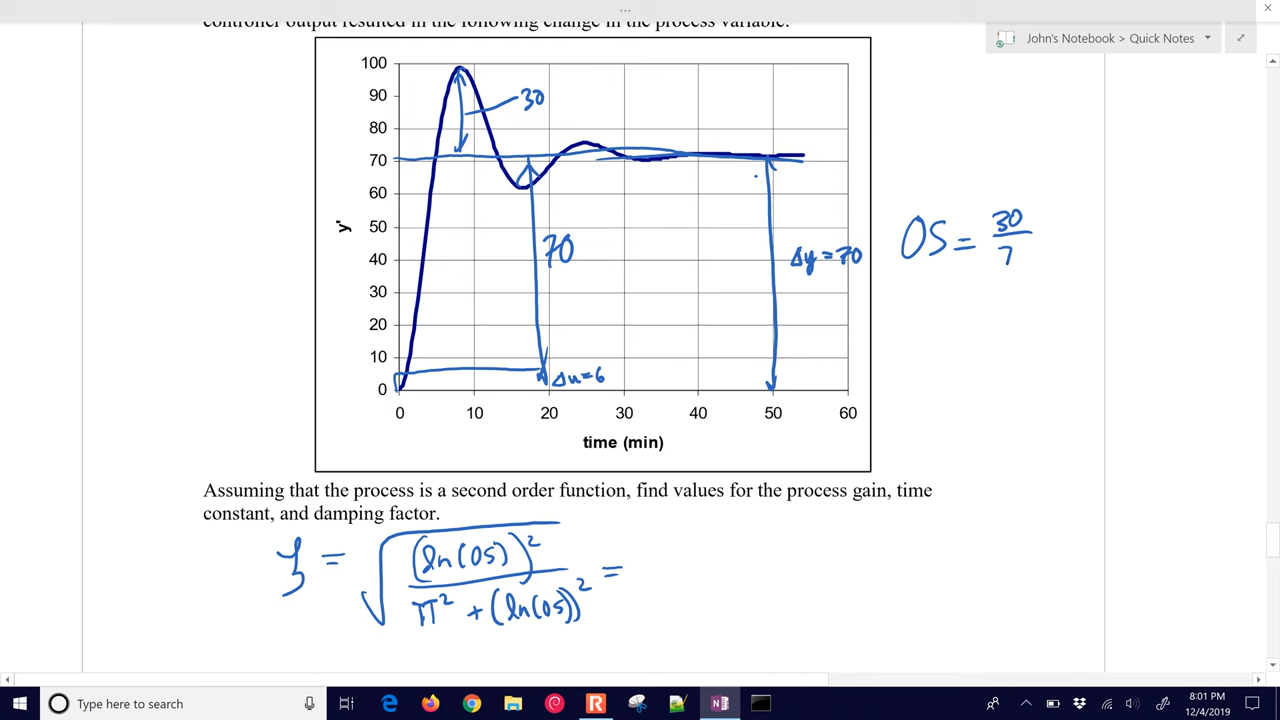 controller output resulted in the following change in the process variable.
...
John's Notebook > Quick Notes
100
90
80
70
60
50
40
30
20
10
0
y'
30
70
Δy = 70
Δu = 6
0 10 20 30 40 50 60
time (min)
OS = 30/7
Assuming that the process is a second order function, find values for the process gain, time
constant, and damping factor.
ζ = √((ln(OS))² / (π² + (ln(OS))²)) =
Type here to search
8:01 PM
12/4/2019